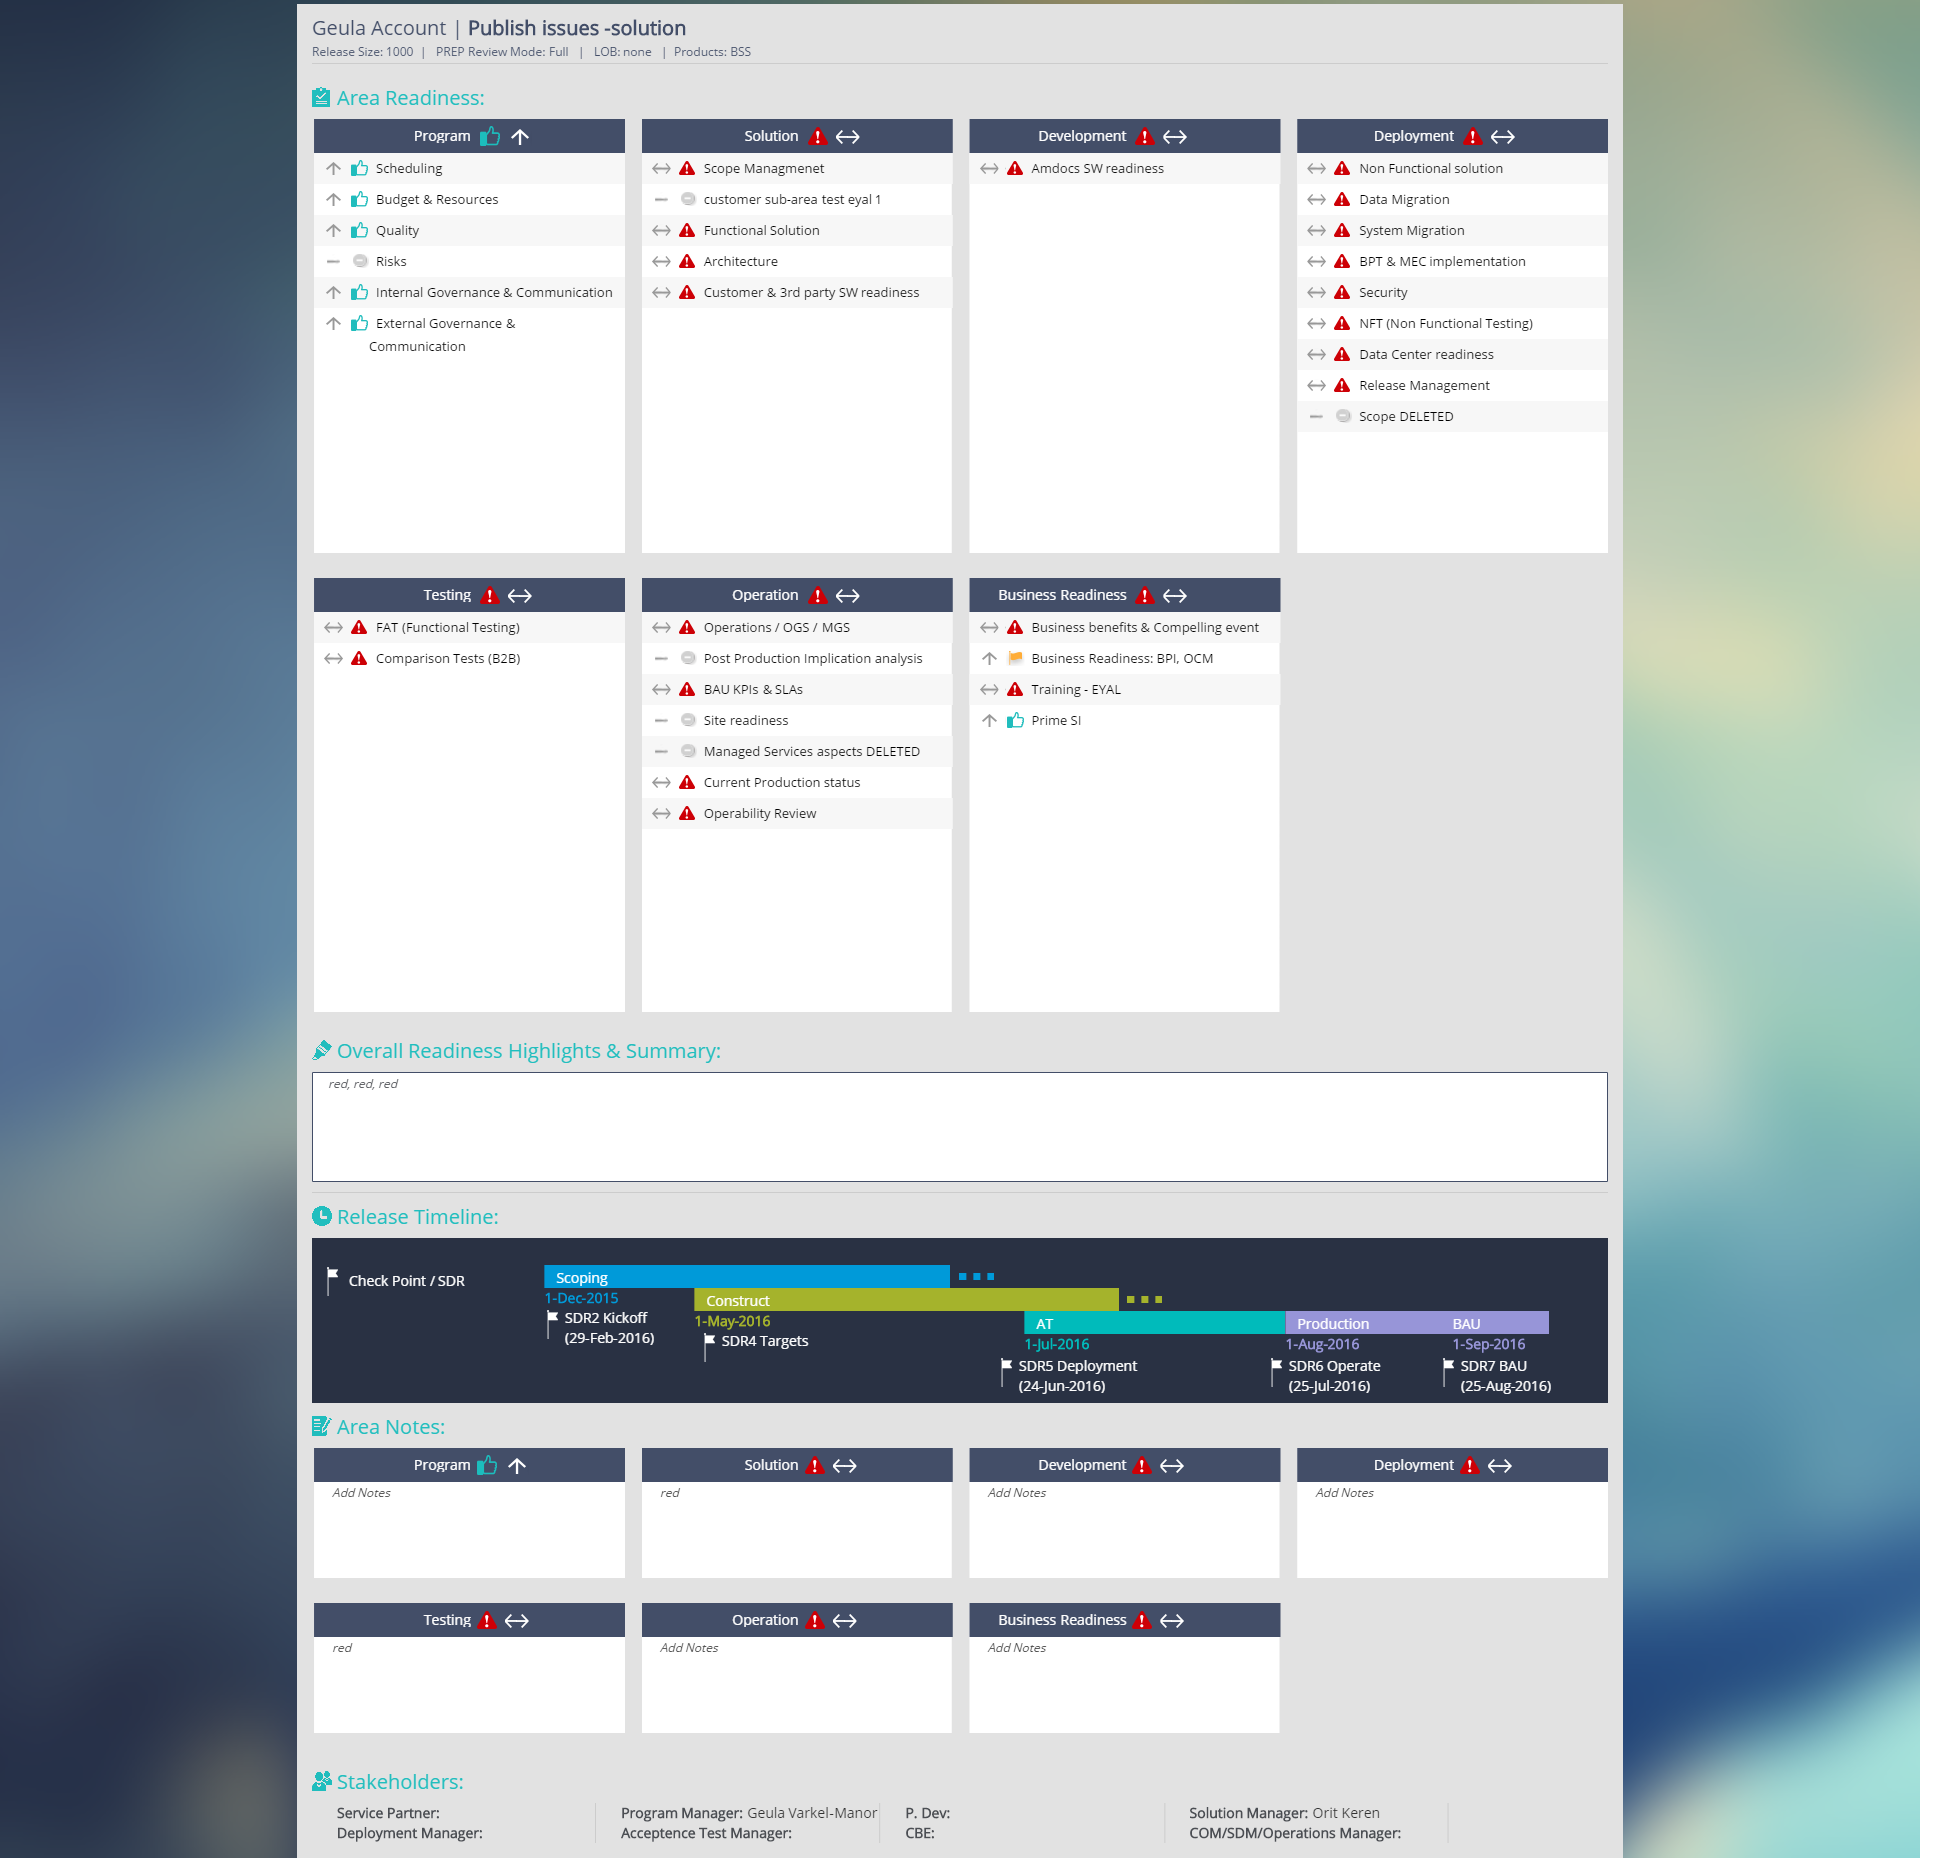 Geula Account | Publish issues -solution
Release Size: 1000 | PREP Review Mode: Full | LOB: none | Products: BSS
Area Readiness:
Program
Scheduling
Budget & Resources
Quality
Risks
Internal Governance & Communication
External Governance &
Communication
Solution
Scope Managmenet
customer sub-area test eyal 1
Functional Solution
Architecture
Customer & 3rd party SW readiness
Development
Amdocs SW readiness
Deployment
Non Functional solution
Data Migration
System Migration
BPT & MEC implementation
Security
NFT (Non Functional Testing)
Data Center readiness
Release Management
Scope DELETED
Testing
FAT (Functional Testing)
Comparison Tests (B2B)
Operation
Operations / OGS / MGS
Post Production Implication analysis
BAU KPIs & SLAs
Site readiness
Managed Services aspects DELETED
Current Production status
Operability Review
Business Readiness
Business benefits & Compelling event
Business Readiness: BPI, OCM
Training - EYAL
Prime SI
Overall Readiness Highlights & Summary:
red, red, red
Release Timeline:
Check Point / SDR
Scoping
1-Dec-2015
SDR2 Kickoff
(29-Feb-2016)
Construct
1-May-2016
SDR4 Targets
AT
1-Jul-2016
SDR5 Deployment
(24-Jun-2016)
Production
1-Aug-2016
SDR6 Operate
(25-Jul-2016)
BAU
1-Sep-2016
SDR7 BAU
(25-Aug-2016)
Area Notes:
Program
Add Notes
Solution
red
Development
Add Notes
Deployment
Add Notes
Testing
red
Operation
Add Notes
Business Readiness
Add Notes
Stakeholders:
Service Partner:
Deployment Manager:
Program Manager: Geula Varkel-Manor
Acceptence Test Manager:
P. Dev:
CBE:
Solution Manager: Orit Keren
COM/SDM/Operations Manager: